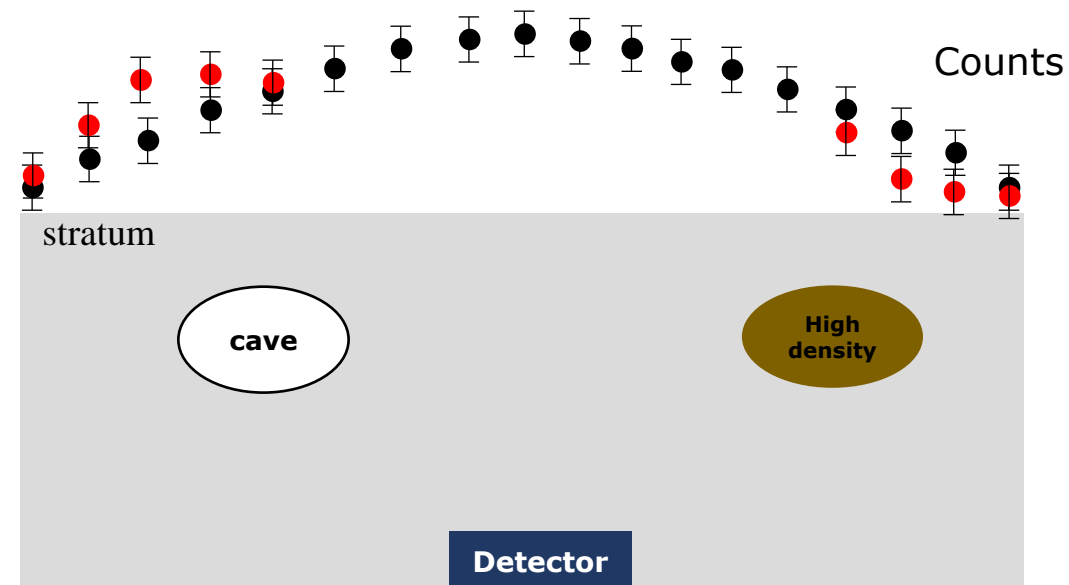 Counts
stratum
cave
High
density
Detector